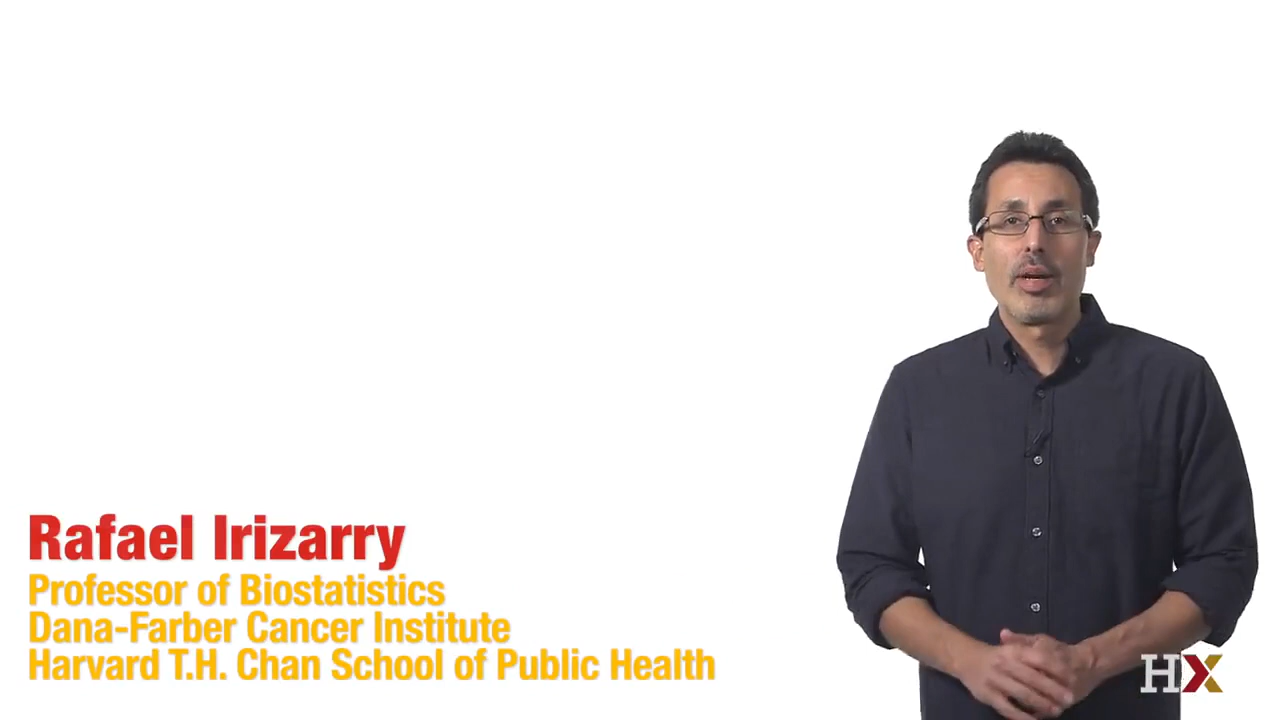 Rafael Irizarry
Professor of Biostatistics
Dana-Farber Cancer Institute
Harvard T.H. Chan School of Public Health
HX